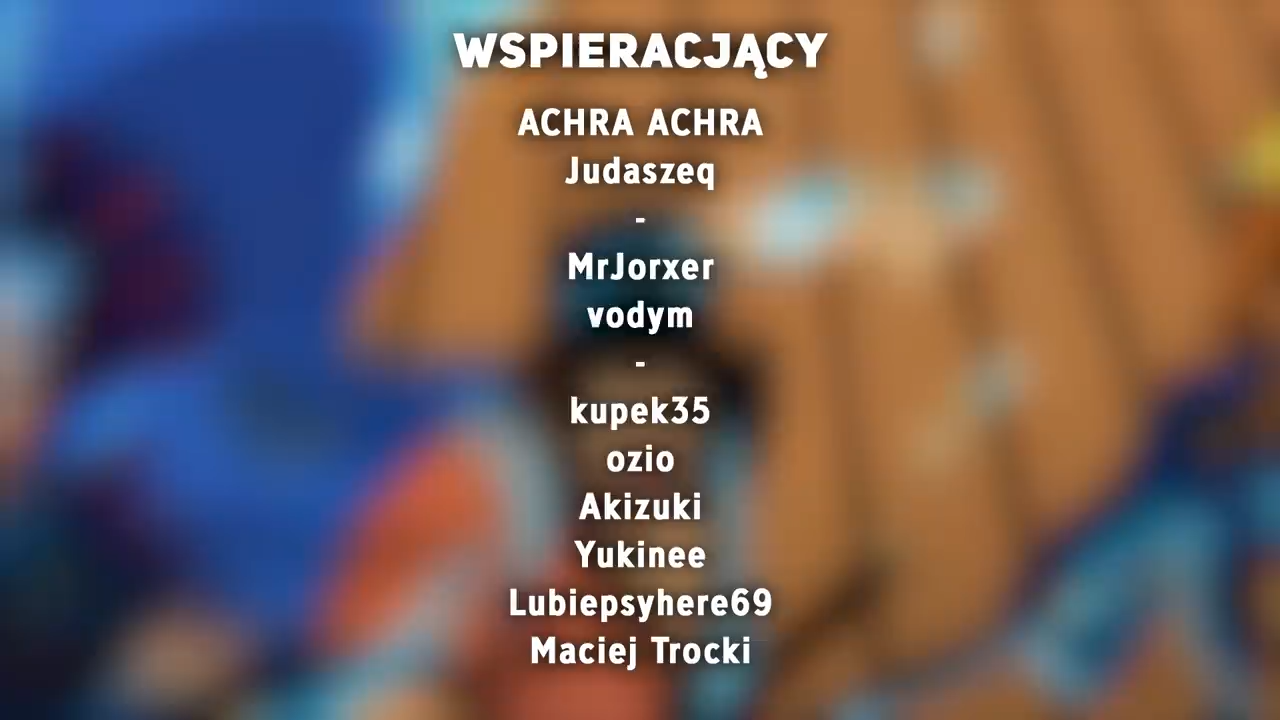 WSPIERACJĄCY
ACHRA ACHRA
Judaszeq
-
MrJorxer
vodym
-
kupek35
ozio
Akizuki
Yukinee
Lubiepsyhere69
Maciej Trocki